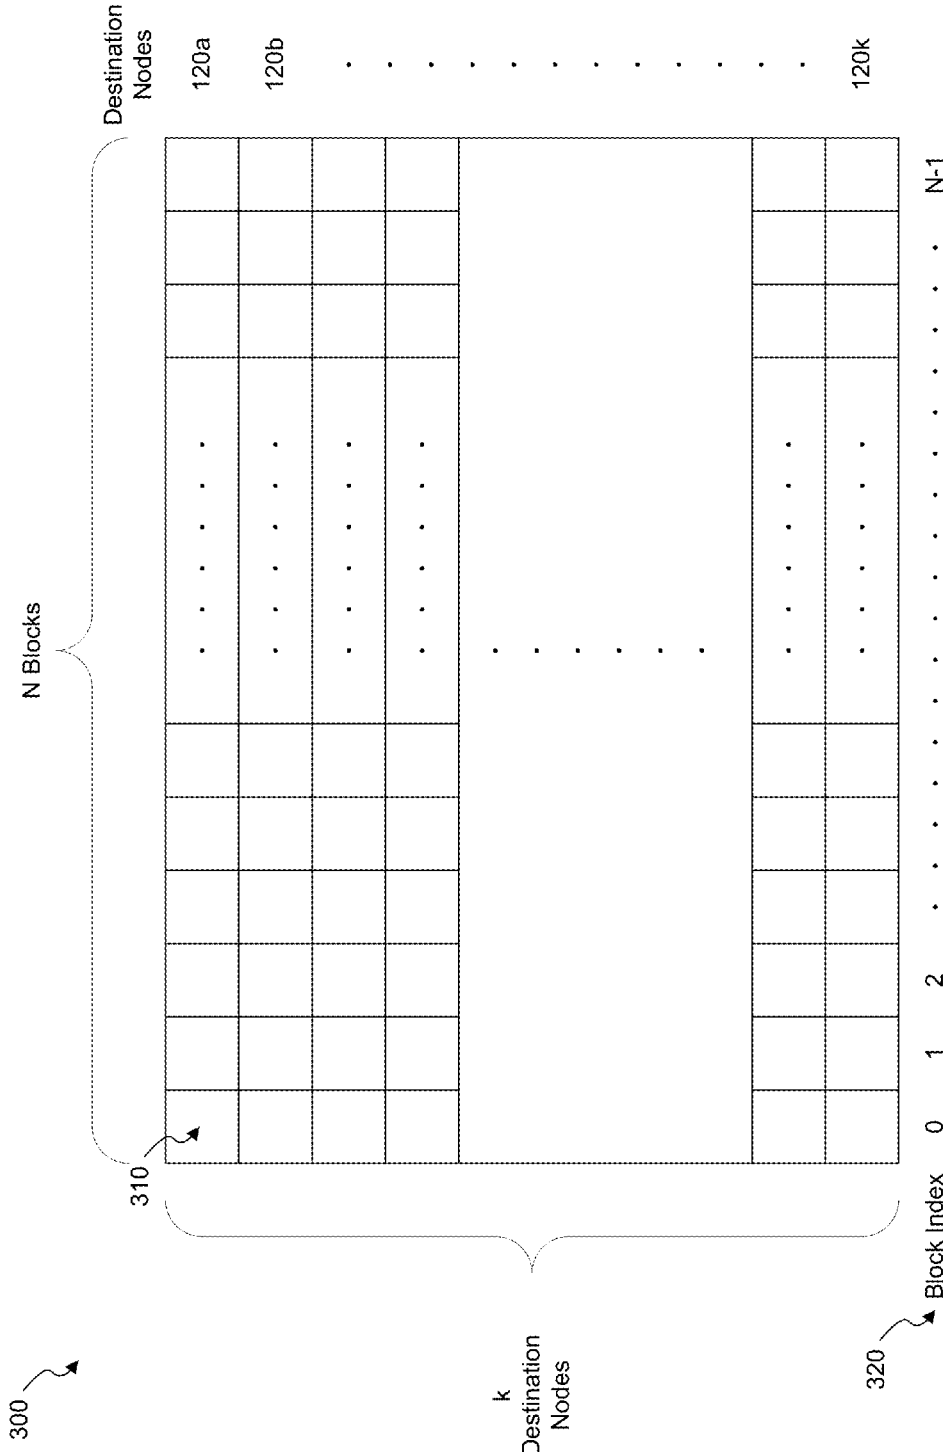 300
N Blocks
310
Destination
Nodes
120a
120b
120k
k
Destination
Nodes
320
Block Index 0 1 2 N-1